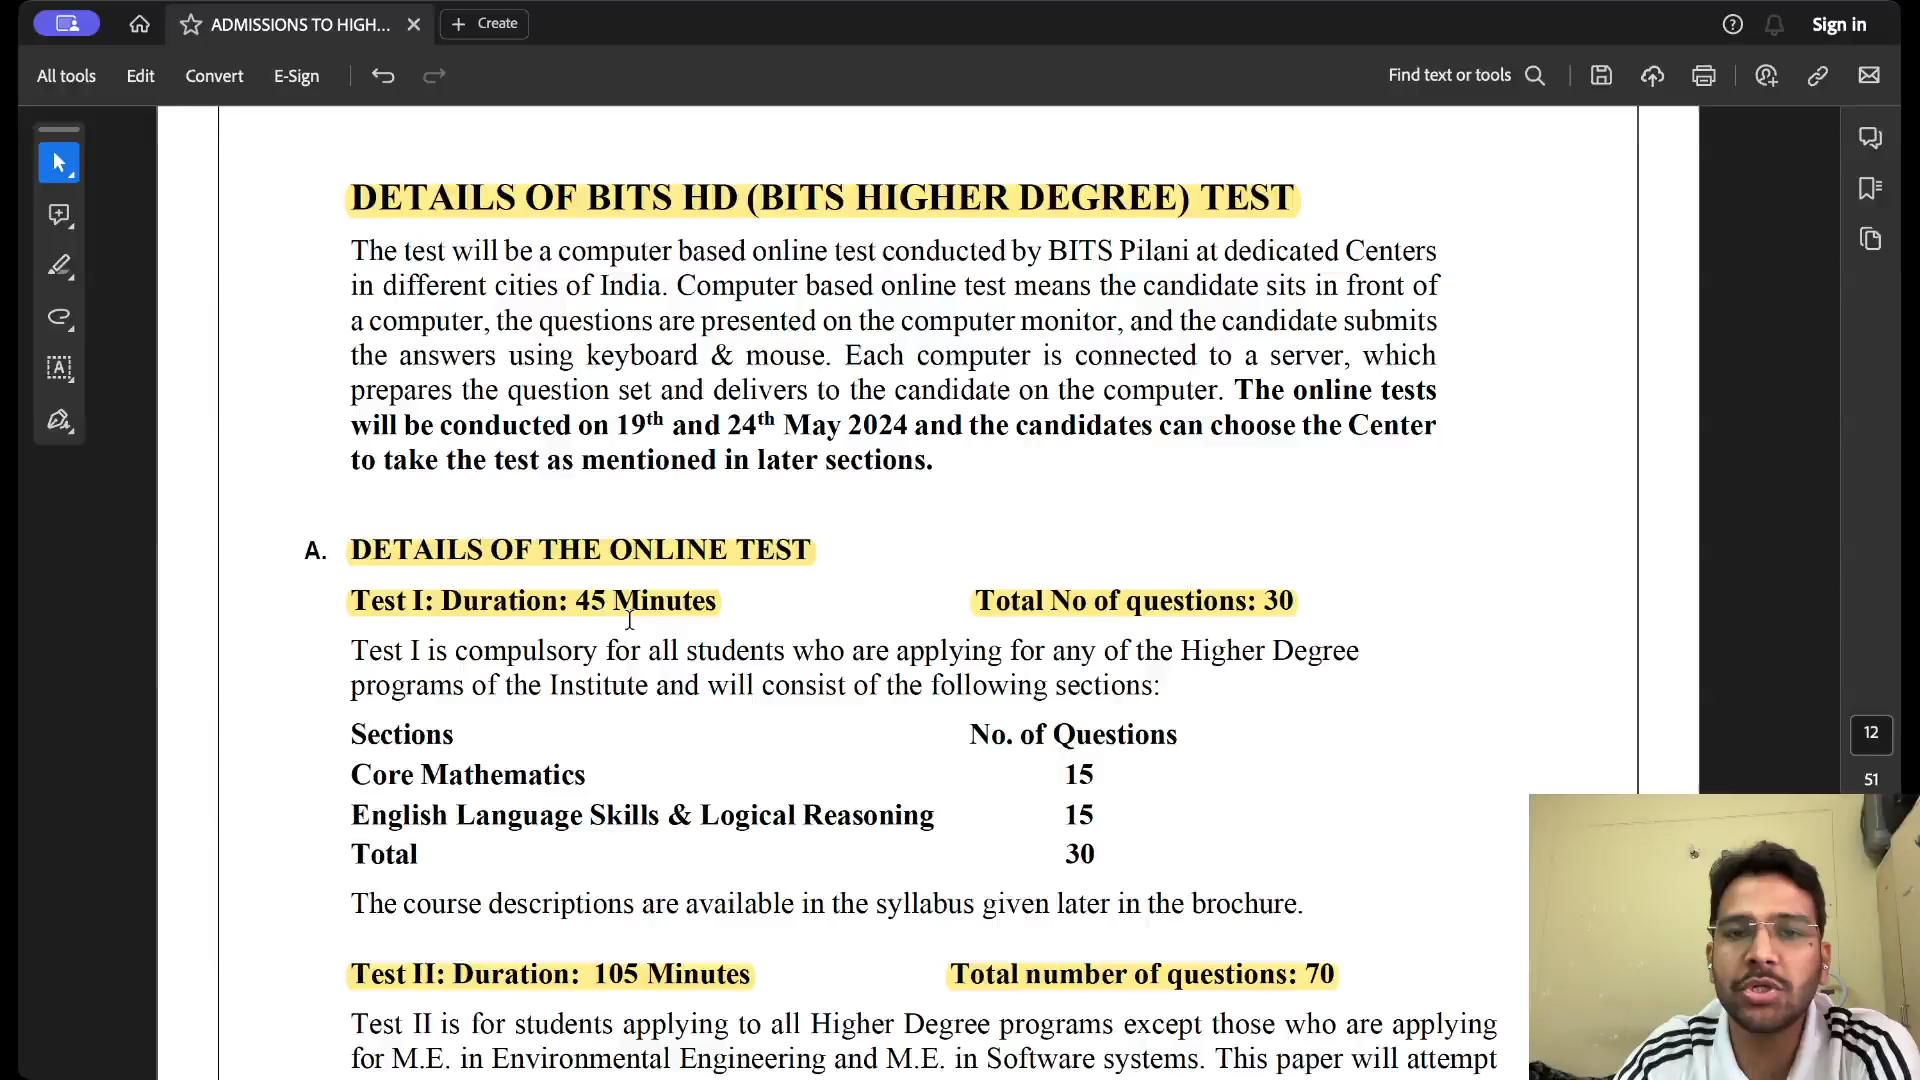 ADMISSIONS TO HIGH...
Create
Sign in
All tools
Edit
Convert
E-Sign
Find text or tools
DETAILS OF BITS HD (BITS HIGHER DEGREE) TEST
The test will be a computer based online test conducted by BITS Pilani at dedicated Centers
in different cities of India. Computer based online test means the candidate sits in front of
a computer, the questions are presented on the computer monitor, and the candidate submits
the answers using keyboard & mouse. Each computer is connected to a server, which
prepares the question set and delivers to the candidate on the computer. The online tests
will be conducted on 19th and 24th May 2024 and the candidates can choose the Center
to take the test as mentioned in later sections.
A. DETAILS OF THE ONLINE TEST
Test I: Duration: 45 Minutes Total No of questions: 30
Test I is compulsory for all students who are applying for any of the Higher Degree
programs of the Institute and will consist of the following sections:
Sections No. of Questions
Core Mathematics 15
English Language Skills & Logical Reasoning 15
Total 30
The course descriptions are available in the syllabus given later in the brochure.
Test II: Duration: 105 Minutes Total number of questions: 70
Test II is for students applying to all Higher Degree programs except those who are applying
for M.E. in Environmental Engineering and M.E. in Software systems. This paper will attempt
12
51